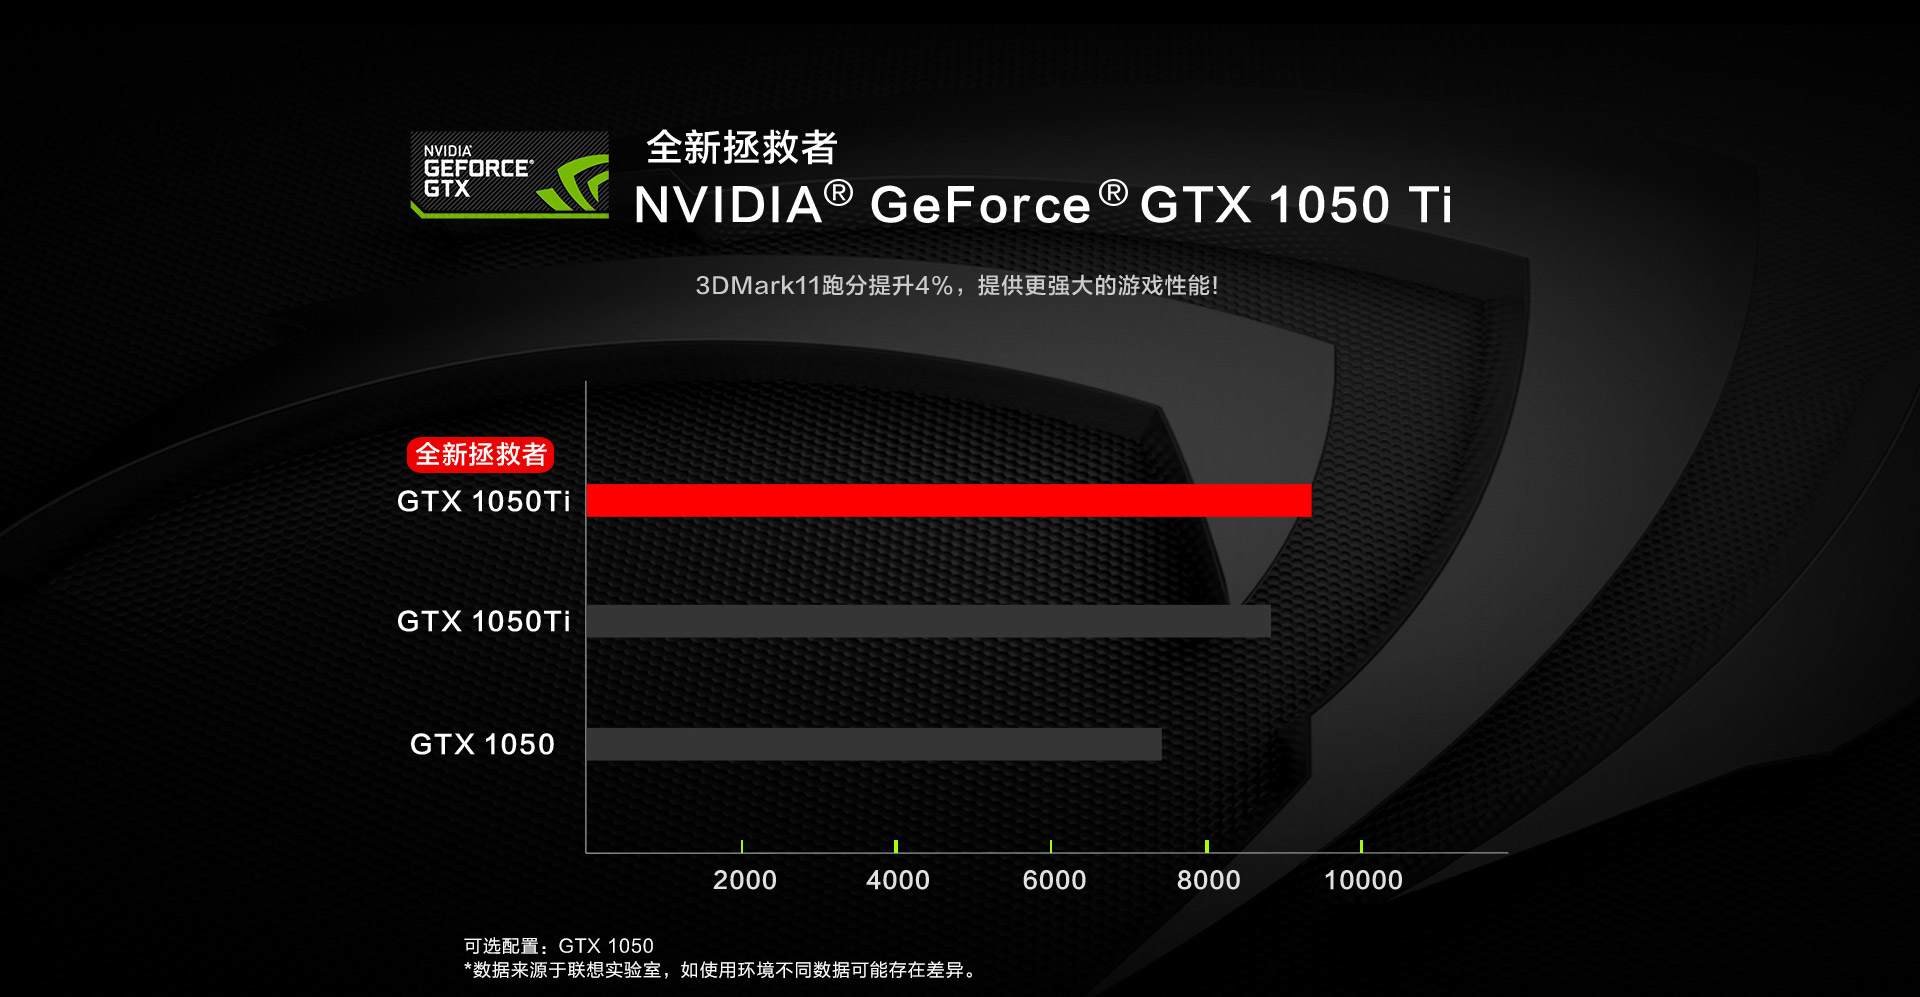 NVIDIA
GEFORCE®
GTX
全新拯救者
NVIDIA® GeForce® GTX 1050 Ti
3DMark11跑分提升4%，提供更强大的游戏性能!
全新拯救者
GTX 1050Ti
GTX 1050Ti
GTX 1050
2000 4000 6000 8000 10000
可选配置：GTX 1050
*数据来源于联想实验室，如使用环境不同数据可能存在差异。